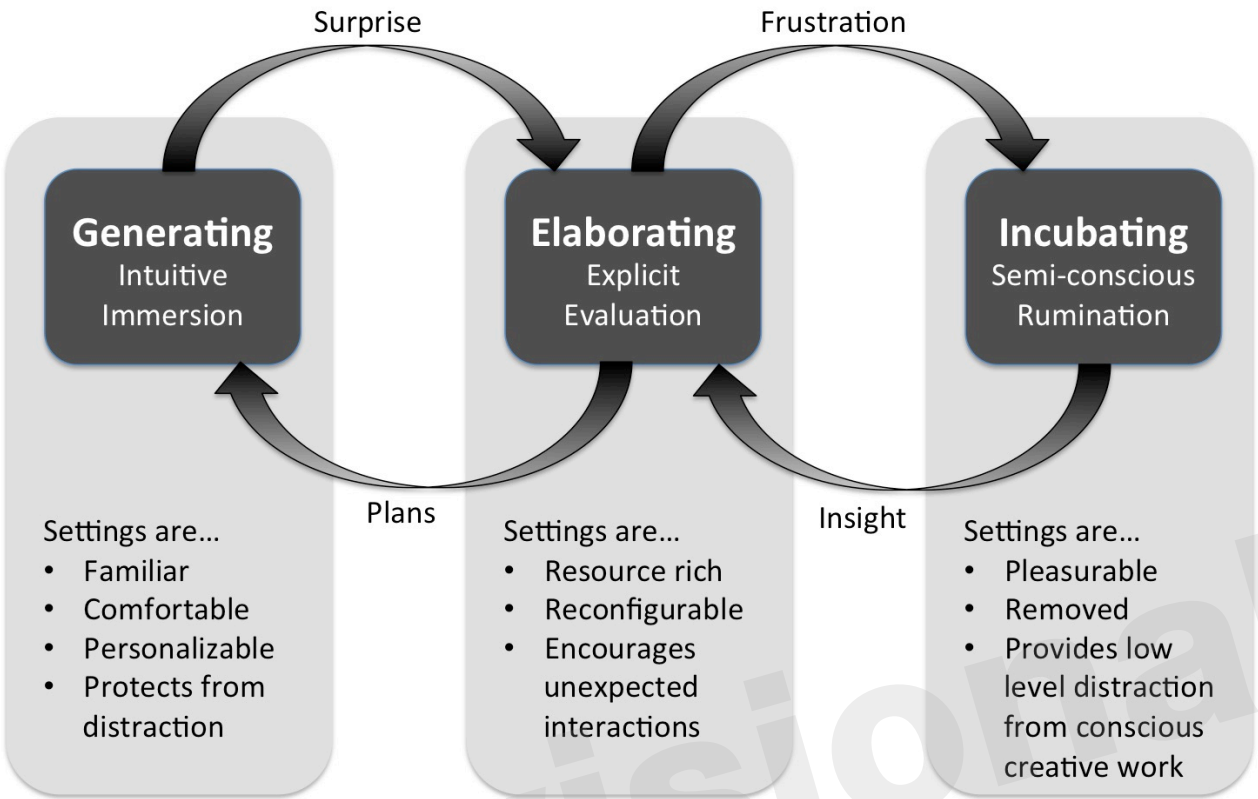 Surprise
Frustration
Generating
Intuitive
Immersion
Elaborating
Explicit
Evaluation
Incubating
Semi-conscious
Rumination
Plans
Insight
Settings are...
• Familiar
• Comfortable
• Personalizable
• Protects from
distraction
Settings are...
• Resource rich
• Reconfigurable
• Encourages
unexpected
interactions
Settings are...
• Pleasurable
• Removed
• Provides low
level distraction
from conscious
creative work